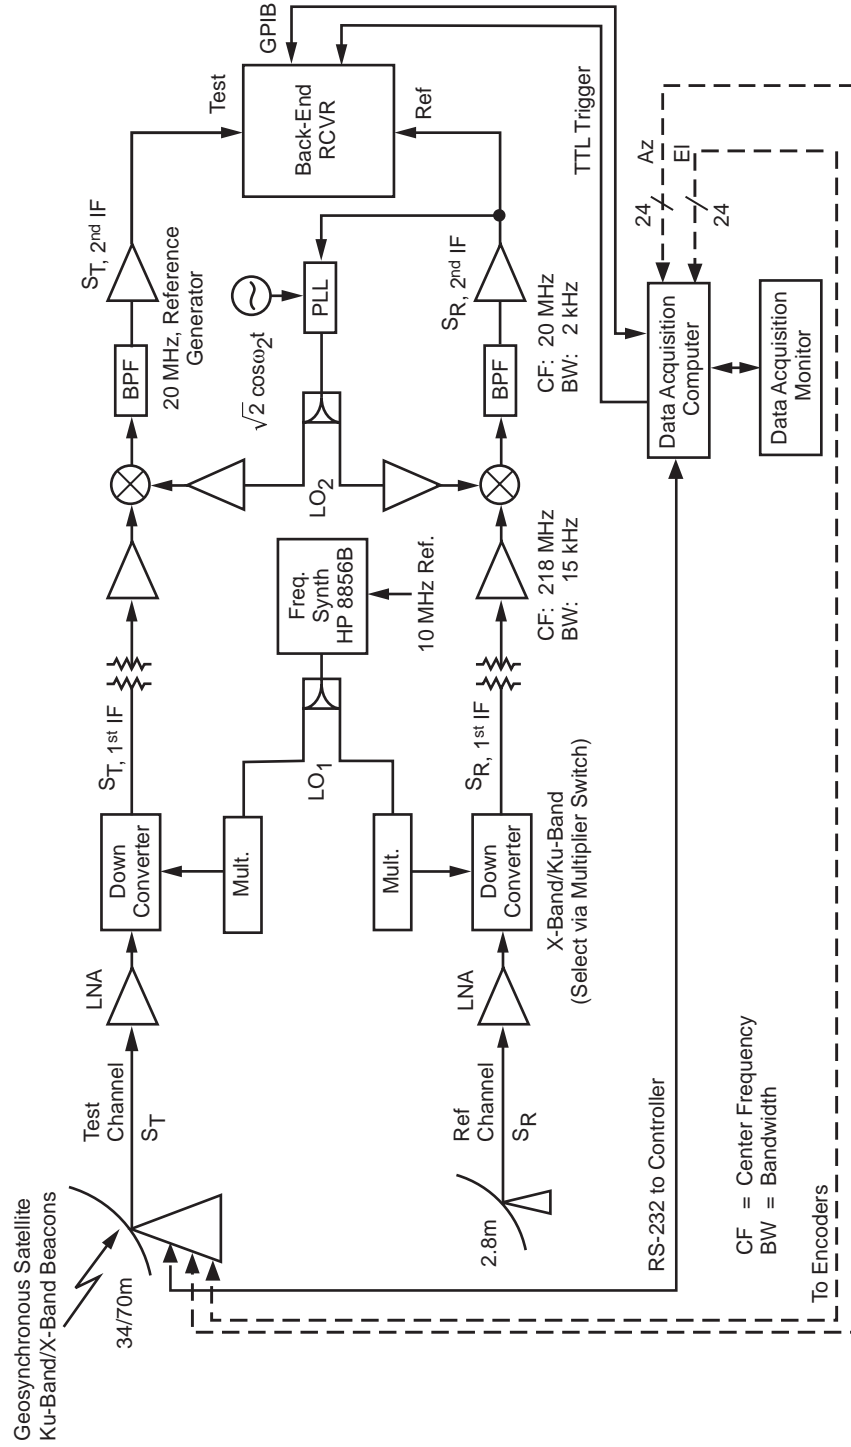 Geosynchronous Satellite
Ku-Band/X-Band Beacons
34/70m
Test
Channel
S_T
LNA
Down
Converter
S_T, 1st IF
BPF
S_T, 2nd IF
Test
GPIB
Mult.
LO1
Freq.
Synth
HP 8856B
10 MHz Ref.
LO2
20 MHz, Reference
Generator
√2 cosω2t
PLL
Back-End
RCVR
Mult.
2.8m
Ref
Channel
S_R
LNA
Down
Converter
X-Band/Ku-Band
(Select via Multiplier Switch)
S_R, 1st IF
CF: 218 MHz
BW: 15 kHz
BPF
CF: 20 MHz
BW: 2 kHz
S_R, 2nd IF
Ref
TTL Trigger
RS-232 to Controller
Data Acquisition
Computer
24
Az
24
El
Data Acquisition
Monitor
CF = Center Frequency
BW = Bandwidth
To Encoders